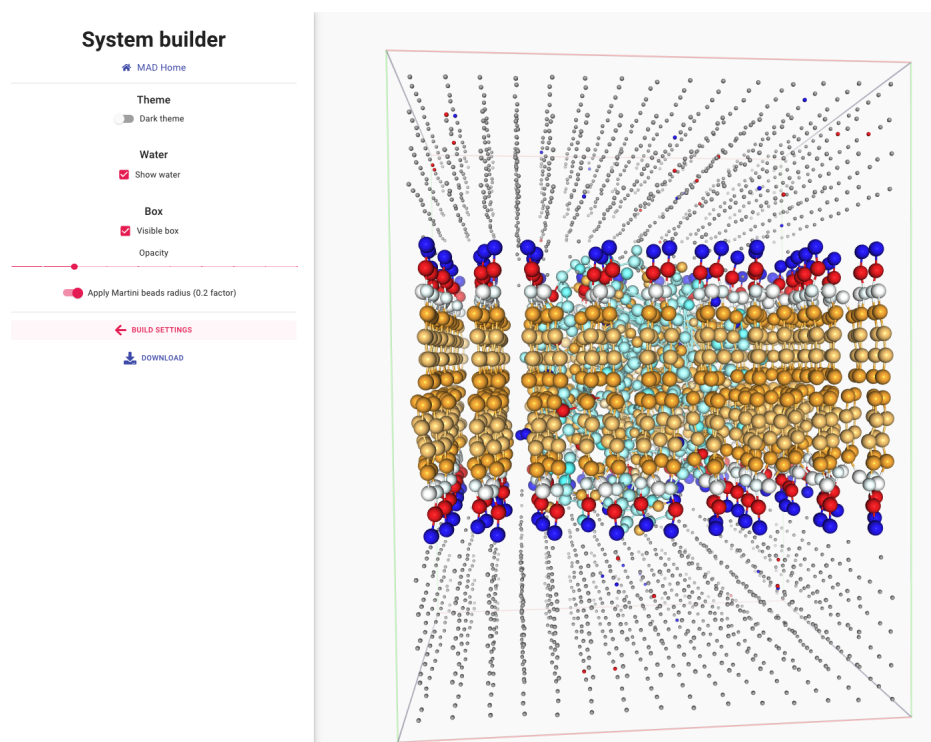 System builder
MAD Home
Theme
Dark theme
Water
Show water
Box
Visible box
Opacity
Apply Martini beads radius (0.2 factor)
BUILD SETTINGS
DOWNLOAD